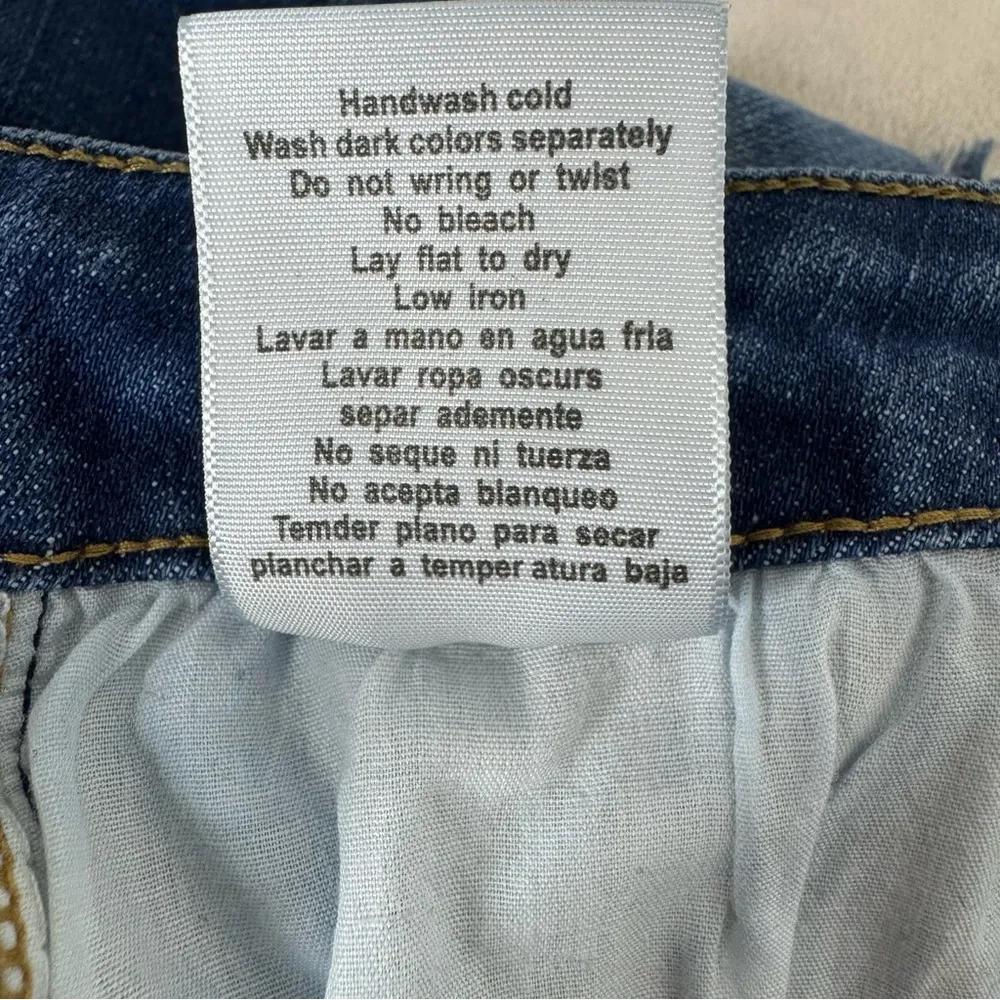 Handwash cold
Wash dark colors separately
Do not wring or twist
No bleach
Lay flat to dry
Low iron
Lavar a mano en agua fria
Lavar ropa oscurs
separ ademente
No seque ni tuerza
No acepta blanqueo
Temder plano para secar
planchar a temper atura baja